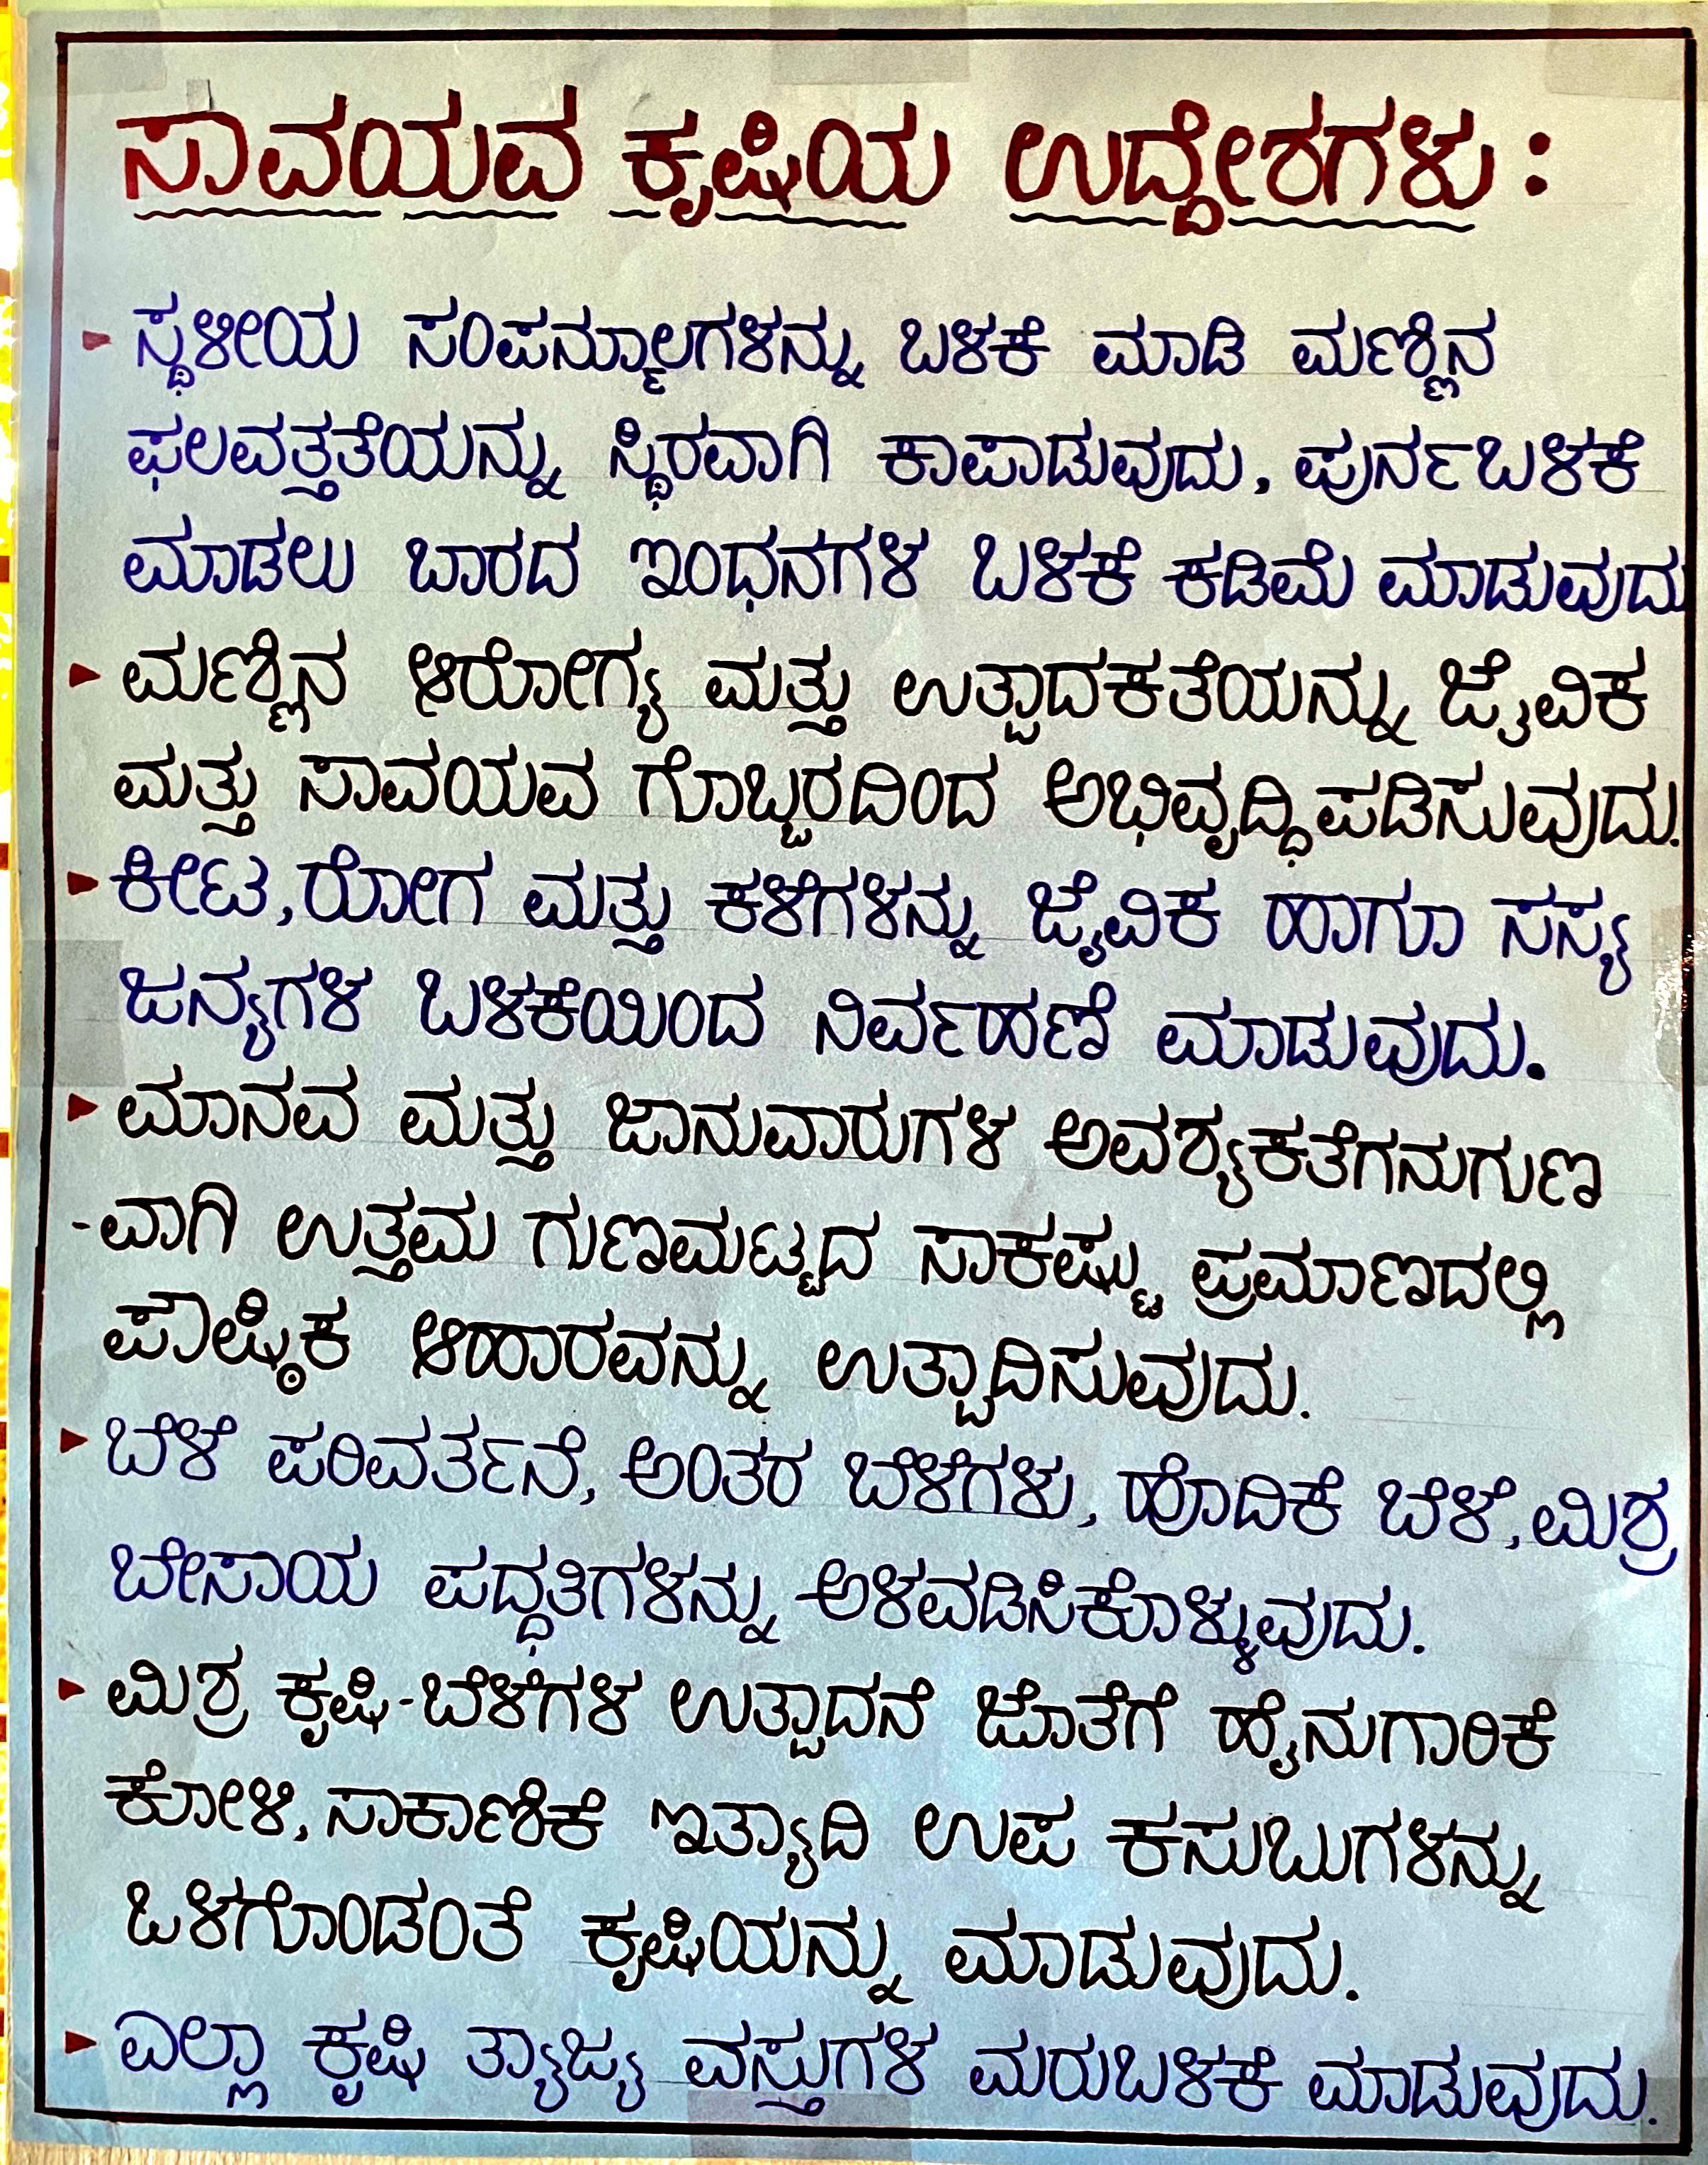 ಸಾವಯವ ಕೃಷಿಯ ಉದ್ದೇಶಗಳು :
ಸ್ಥಳೀಯ ಸಂಪನ್ಮೂಲಗಳನ್ನು ಬಳಕೆ ಮಾಡಿ ಮಣ್ಣಿನ
ಫಲವತ್ತತೆಯನ್ನು ಸ್ಥಿರವಾಗಿ ಕಾಪಾಡುವುದು, ಪುರ್ನಬಳಕೆ
ಮಾಡಲು ಬಾರದ ಇಂಧನಗಳ ಬಳಕೆ ಕಡಿಮೆ ಮಾಡುವುದು
ಮಣ್ಣಿನ ಆರೋಗ್ಯ ಮತ್ತು ಉತ್ಪಾದಕತೆಯನ್ನು ಜೈವಿಕ
ಮತ್ತು ಸಾವಯವ ಗೊಬ್ಬರದಿಂದ ಅಭಿವೃದ್ಧಿಪಡಿಸುವುದು.
ಕೀಟ, ರೋಗ ಮತ್ತು ಕಳೆಗಳನ್ನು ಜೈವಿಕ ಹಾಗೂ ಸಸ್ಯ
ಜನ್ಯಗಳ ಬಳಕೆಯಿಂದ ನಿರ್ವಹಣೆ ಮಾಡುವುದು.
ಮಾನವ ಮತ್ತು ಜಾನುವಾರುಗಳ ಅವಶ್ಯಕತೆಗನುಗುಣ
-ವಾಗಿ ಉತ್ತಮ ಗುಣಮಟ್ಟದ ಸಾಕಷ್ಟು ಪ್ರಮಾಣದಲ್ಲಿ
ಪೌಷ್ಠಿಕ ಆಹಾರವನ್ನು ಉತ್ಪಾದಿಸುವುದು.
ಬೆಳೆ ಪರಿವರ್ತನೆ, ಅಂತರ ಬೆಳೆಗಳು, ಹೊದಿಕೆ ಬೆಳೆ, ಮಿಶ್ರ
ಬೇಸಾಯ ಪದ್ಧತಿಗಳನ್ನು ಅಳವಡಿಸಿಕೊಳ್ಳುವುದು.
ಮಿಶ್ರ ಕೃಷಿ - ಬೆಳೆಗಳ ಉತ್ಪಾದನೆ ಜೊತೆಗೆ ಹೈನುಗಾರಿಕೆ
ಕೋಳಿ, ಸಾಕಾಣಿಕೆ ಇತ್ಯಾದಿ ಉಪ ಕಸುಬುಗಳನ್ನು
ಒಳಗೊಂಡಂತೆ ಕೃಷಿಯನ್ನು ಮಾಡುವುದು.
ಎಲ್ಲಾ ಕೃಷಿ ತ್ಯಾಜ್ಯ ವಸ್ತುಗಳ ಮರುಬಳಕೆ ಮಾಡುವುದು.